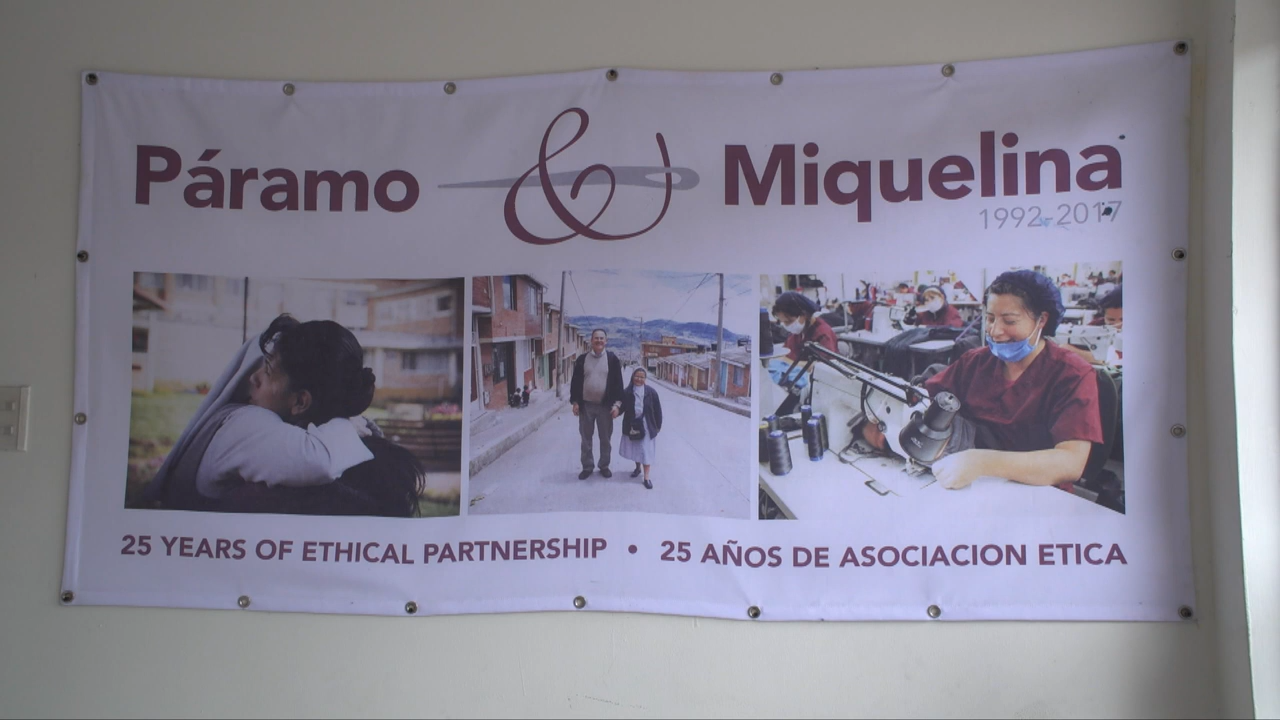 Páramo & Miquelina
1992-2017
25 YEARS OF ETHICAL PARTNERSHIP • 25 AÑOS DE ASOCIACION ETICA